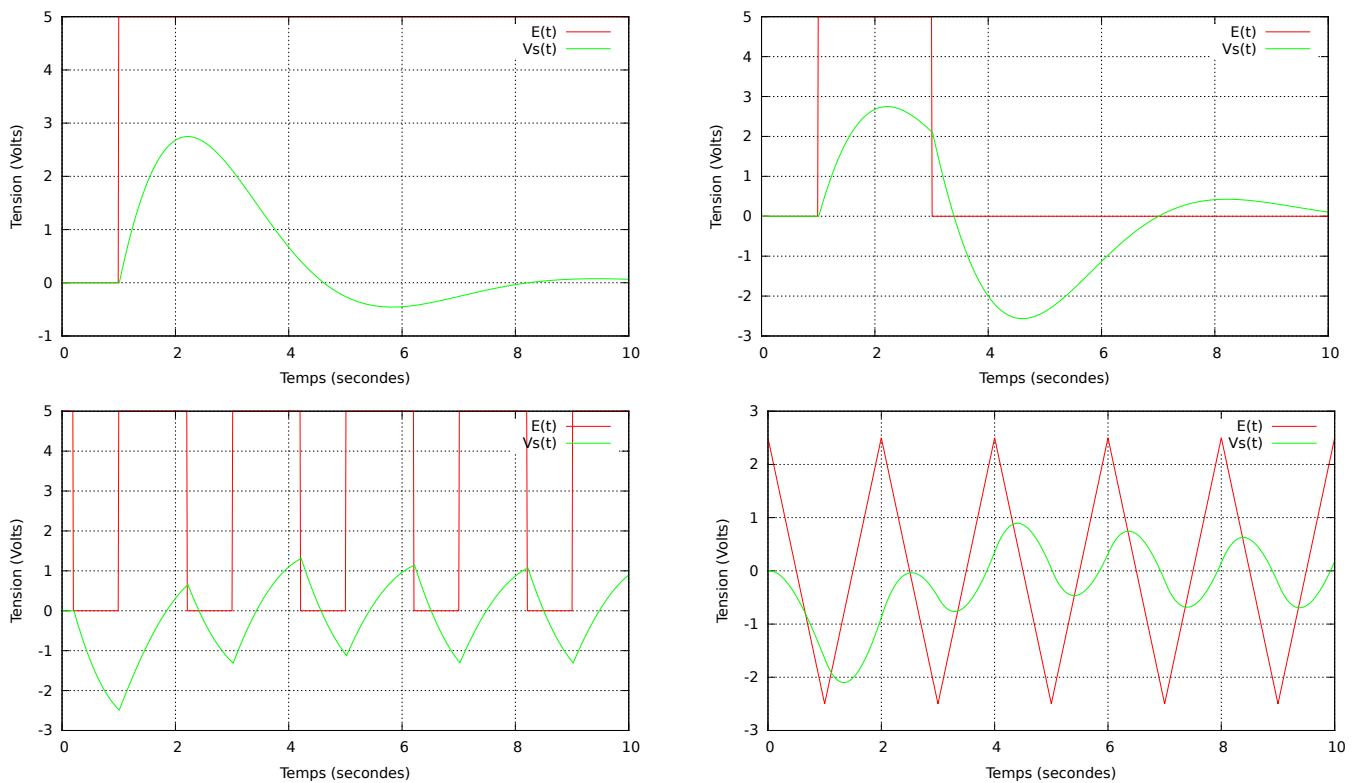 5
4
3
2
1
0
-1
Tension (Volts)
E(t)
Vs(t)
0 2 4 6 8 10
Temps (secondes)
5
4
3
2
1
0
-1
-2
-3
Tension (Volts)
E(t)
Vs(t)
0 2 4 6 8 10
Temps (secondes)
5
4
3
2
1
0
-1
-2
-3
Tension (Volts)
E(t)
Vs(t)
0 2 4 6 8 10
Temps (secondes)
3
2
1
0
-1
-2
-3
Tension (Volts)
E(t)
Vs(t)
0 2 4 6 8 10
Temps (secondes)